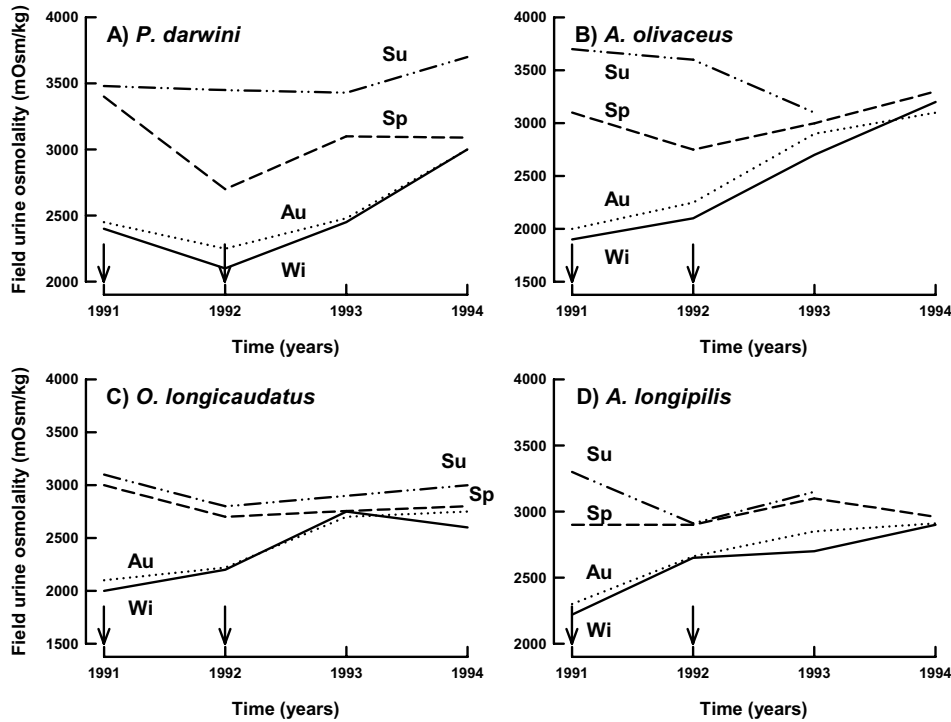 A) P. darwini
Field urine osmolality (mOsm/kg)
4000
3500
3000
2500
2000
Su
Sp
Au
Wi
1991
1992
1993
1994
Time (years)
B) A. olivaceus
4000
3500
3000
2500
2000
1500
Su
Sp
Au
Wi
1991
1992
1993
1994
Time (years)
C) O. longicaudatus
Field urine osmolality (mOsm/kg)
4000
3500
3000
2500
2000
1500
Su
Sp
Au
Wi
1991
1992
1993
1994
Time (years)
D) A. longipilis
4000
3500
3000
2500
2000
Su
Sp
Au
Wi
1991
1992
1993
1994
Time (years)